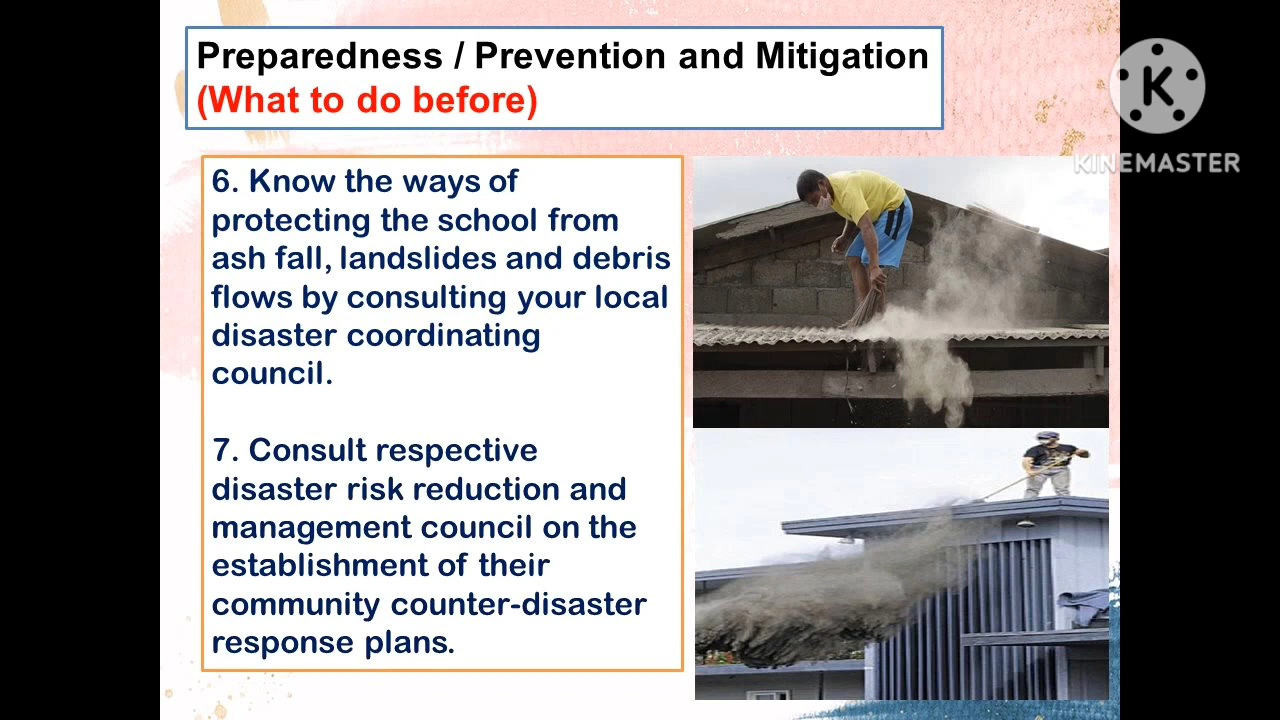 Preparedness / Prevention and Mitigation
(What to do before)
K
KINEMASTER
6. Know the ways of
protecting the school from
ash fall, landslides and debris
flows by consulting your local
disaster coordinating
council.
7. Consult respective
disaster risk reduction and
management council on the
establishment of their
community counter-disaster
response plans.